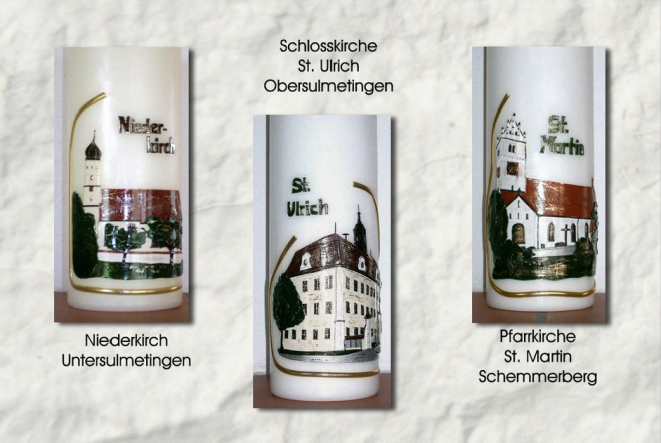 Nieder-
kirch
Niederkirch
Untersulmetingen
Schlosskirche
St. Ulrich
Obersulmetingen
St.
Ulrich
St.
Martin
Pfarrkirche
St. Martin
Schemmerberg